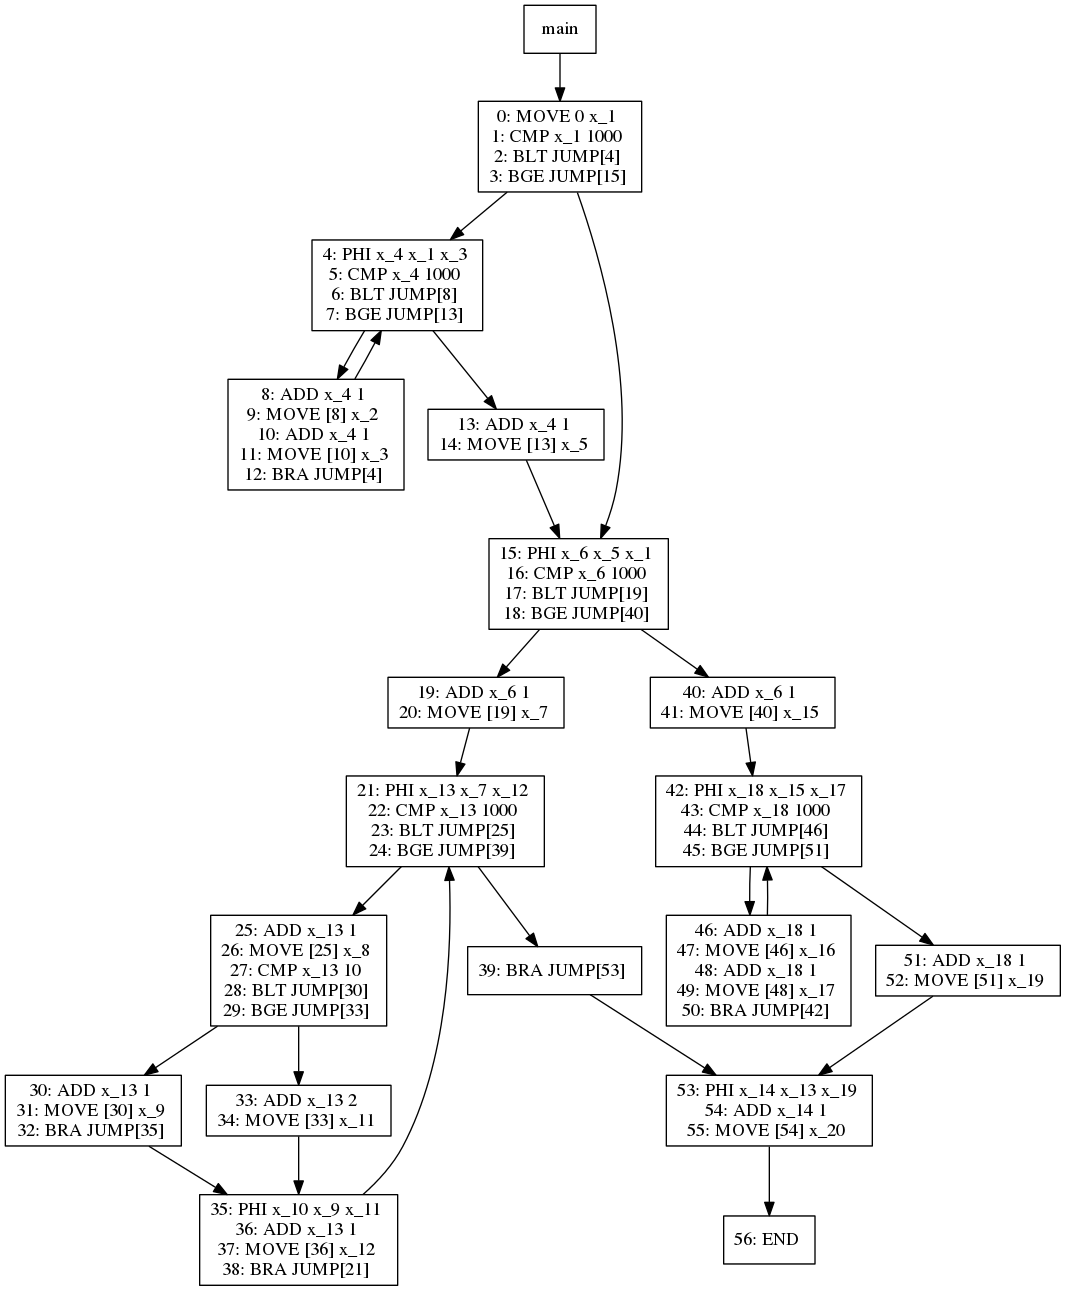 main
0: MOVE 0 x_1
1: CMP x_1 1000
2: BLT JUMP[4]
3: BGE JUMP[15]
4: PHI x_4 x_1 x_3
5: CMP x_4 1000
6: BLT JUMP[8]
7: BGE JUMP[13]
8: ADD x_4 1
9: MOVE [8] x_2
10: ADD x_4 1
11: MOVE [10] x_3
12: BRA JUMP[4]
13: ADD x_4 1
14: MOVE [13] x_5
15: PHI x_6 x_5 x_1
16: CMP x_6 1000
17: BLT JUMP[19]
18: BGE JUMP[40]
19: ADD x_6 1
20: MOVE [19] x_7
40: ADD x_6 1
41: MOVE [40] x_15
21: PHI x_13 x_7 x_12
22: CMP x_13 1000
23: BLT JUMP[25]
24: BGE JUMP[39]
42: PHI x_18 x_15 x_17
43: CMP x_18 1000
44: BLT JUMP[46]
45: BGE JUMP[51]
25: ADD x_13 1
26: MOVE [25] x_8
27: CMP x_13 10
28: BLT JUMP[30]
29: BGE JUMP[33]
39: BRA JUMP[53]
46: ADD x_18 1
47: MOVE [46] x_16
48: ADD x_18 1
49: MOVE [48] x_17
50: BRA JUMP[42]
51: ADD x_18 1
52: MOVE [51] x_19
30: ADD x_13 1
31: MOVE [30] x_9
32: BRA JUMP[35]
33: ADD x_13 2
34: MOVE [33] x_11
53: PHI x_14 x_13 x_19
54: ADD x_14 1
55: MOVE [54] x_20
35: PHI x_10 x_9 x_11
36: ADD x_13 1
37: MOVE [36] x_12
38: BRA JUMP[21]
56: END